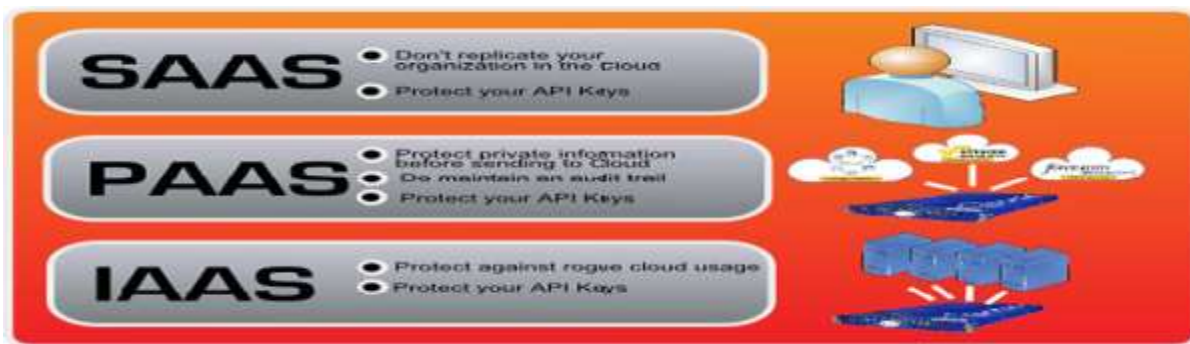 SAAS
Don't replicate your
organization in the Cloud
Protect your API Keys
PAAS
Protect private information
before sending to Cloud
Do maintain an audit trail
Protect your API Keys
IAAS
Protect against rogue cloud usage
Protect your API Keys